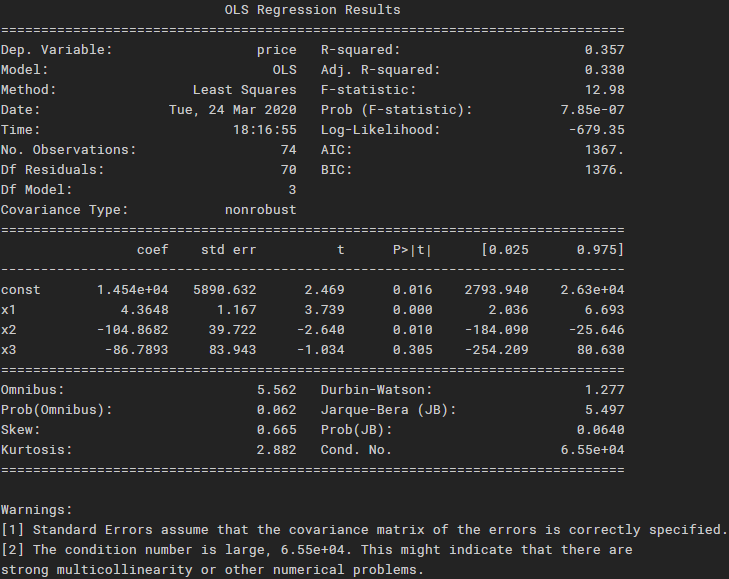 OLS Regression Results                            
==============================================================================
Dep. Variable:                  price   R-squared:                       0.357
Model:                            OLS   Adj. R-squared:                  0.330
Method:                 Least Squares   F-statistic:                     12.98
Date:                Tue, 24 Mar 2020   Prob (F-statistic):           7.85e-07
Time:                        18:16:55   Log-Likelihood:                -679.35
No. Observations:                  74   AIC:                             1367.
Df Residuals:                      70   BIC:                             1376.
Df Model:                           3
Covariance Type:            nonrobust
==============================================================================
                 coef    std err          t      P>|t|      [0.025      0.975]
------------------------------------------------------------------------------
const       1.454e+04   5890.632      2.469      0.016    2793.940    2.63e+04
x1             4.3648      1.167      3.739      0.000       2.036       6.693
x2          -104.8682     39.722     -2.640      0.010    -184.090     -25.646
x3           -86.7893     83.943     -1.034      0.305    -254.209      80.630
==============================================================================
Omnibus:                        5.562   Durbin-Watson:                   1.277
Prob(Omnibus):                  0.062   Jarque-Bera (JB):                5.497
Skew:                           0.665   Prob(JB):                       0.0640
Kurtosis:                       2.882   Cond. No.                     6.55e+04
==============================================================================

Warnings:
[1] Standard Errors assume that the covariance matrix of the errors is correctly specified.
[2] The condition number is large, 6.55e+04. This might indicate that there are
strong multicollinearity or other numerical problems.